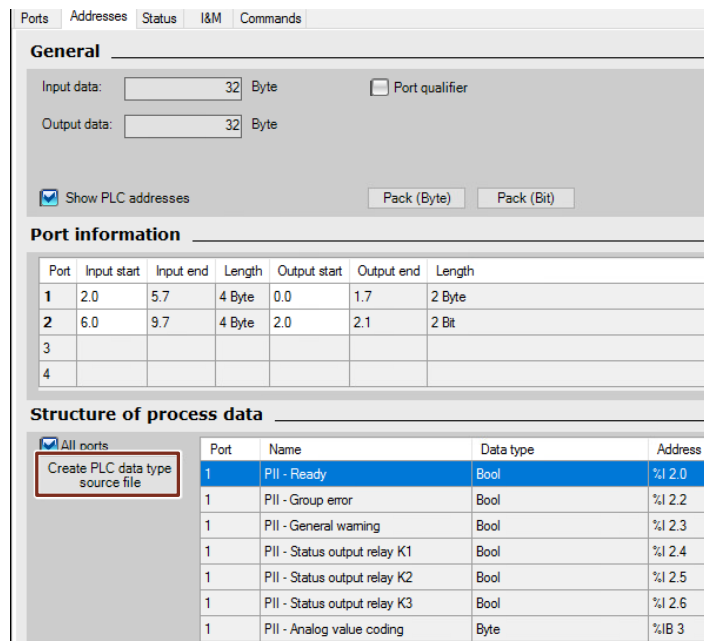 Ports Addresses Status I&M Commands
General
Input data: 32 Byte Port qualifier
Output data: 32 Byte
Show PLC addresses Pack (Byte) Pack (Bit)
Port information
Port Input start Input end Length Output start Output end Length
1 2.0 5.7 4 Byte 0.0 1.7 2 Byte
2 6.0 9.7 4 Byte 2.0 2.1 2 Bit
3
4
Structure of process data
All ports
Create PLC data type
source file
Port Name Data type Address
1 PII - Ready Bool %I 2.0
1 PII - Group error Bool %I 2.2
1 PII - General warning Bool %I 2.3
1 PII - Status output relay K1 Bool %I 2.4
1 PII - Status output relay K2 Bool %I 2.5
1 PII - Status output relay K3 Bool %I 2.6
1 PII - Analog value coding Byte %IB 3